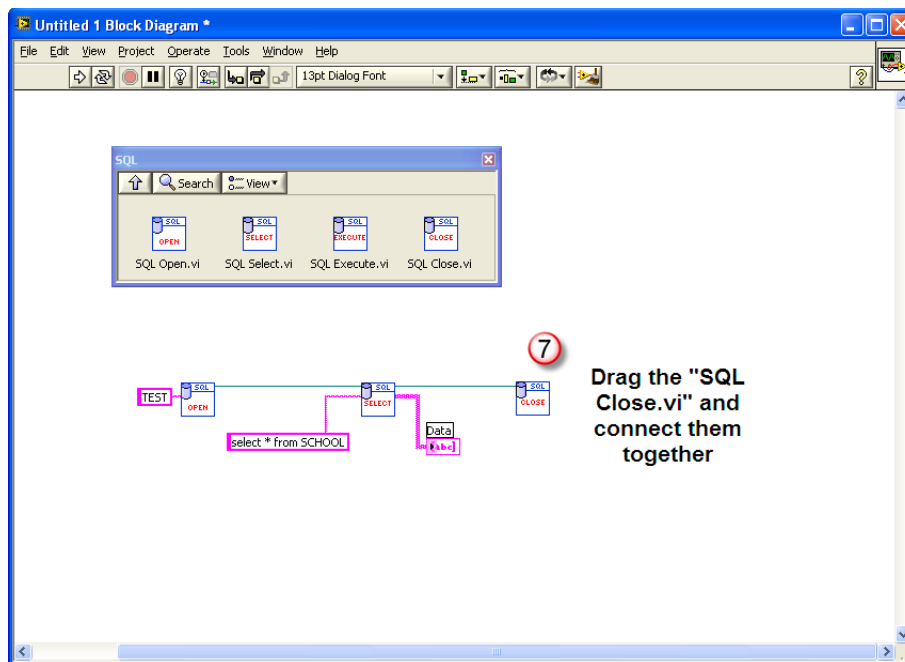 Untitled 1 Block Diagram *
File Edit View Project Operate Tools Window Help
13pt Dialog Font
?
SQL
Search View
SQL SQL SQL SQL
OPEN SELECT EXECUTE CLOSE
SQL Open.vi SQL Select.vi SQL Execute.vi SQL Close.vi
7
Drag the "SQL
Close.vi" and
connect them
together
TEST
SQL
OPEN
SQL
SELECT
SQL
CLOSE
select * from SCHOOL
Data
abc]